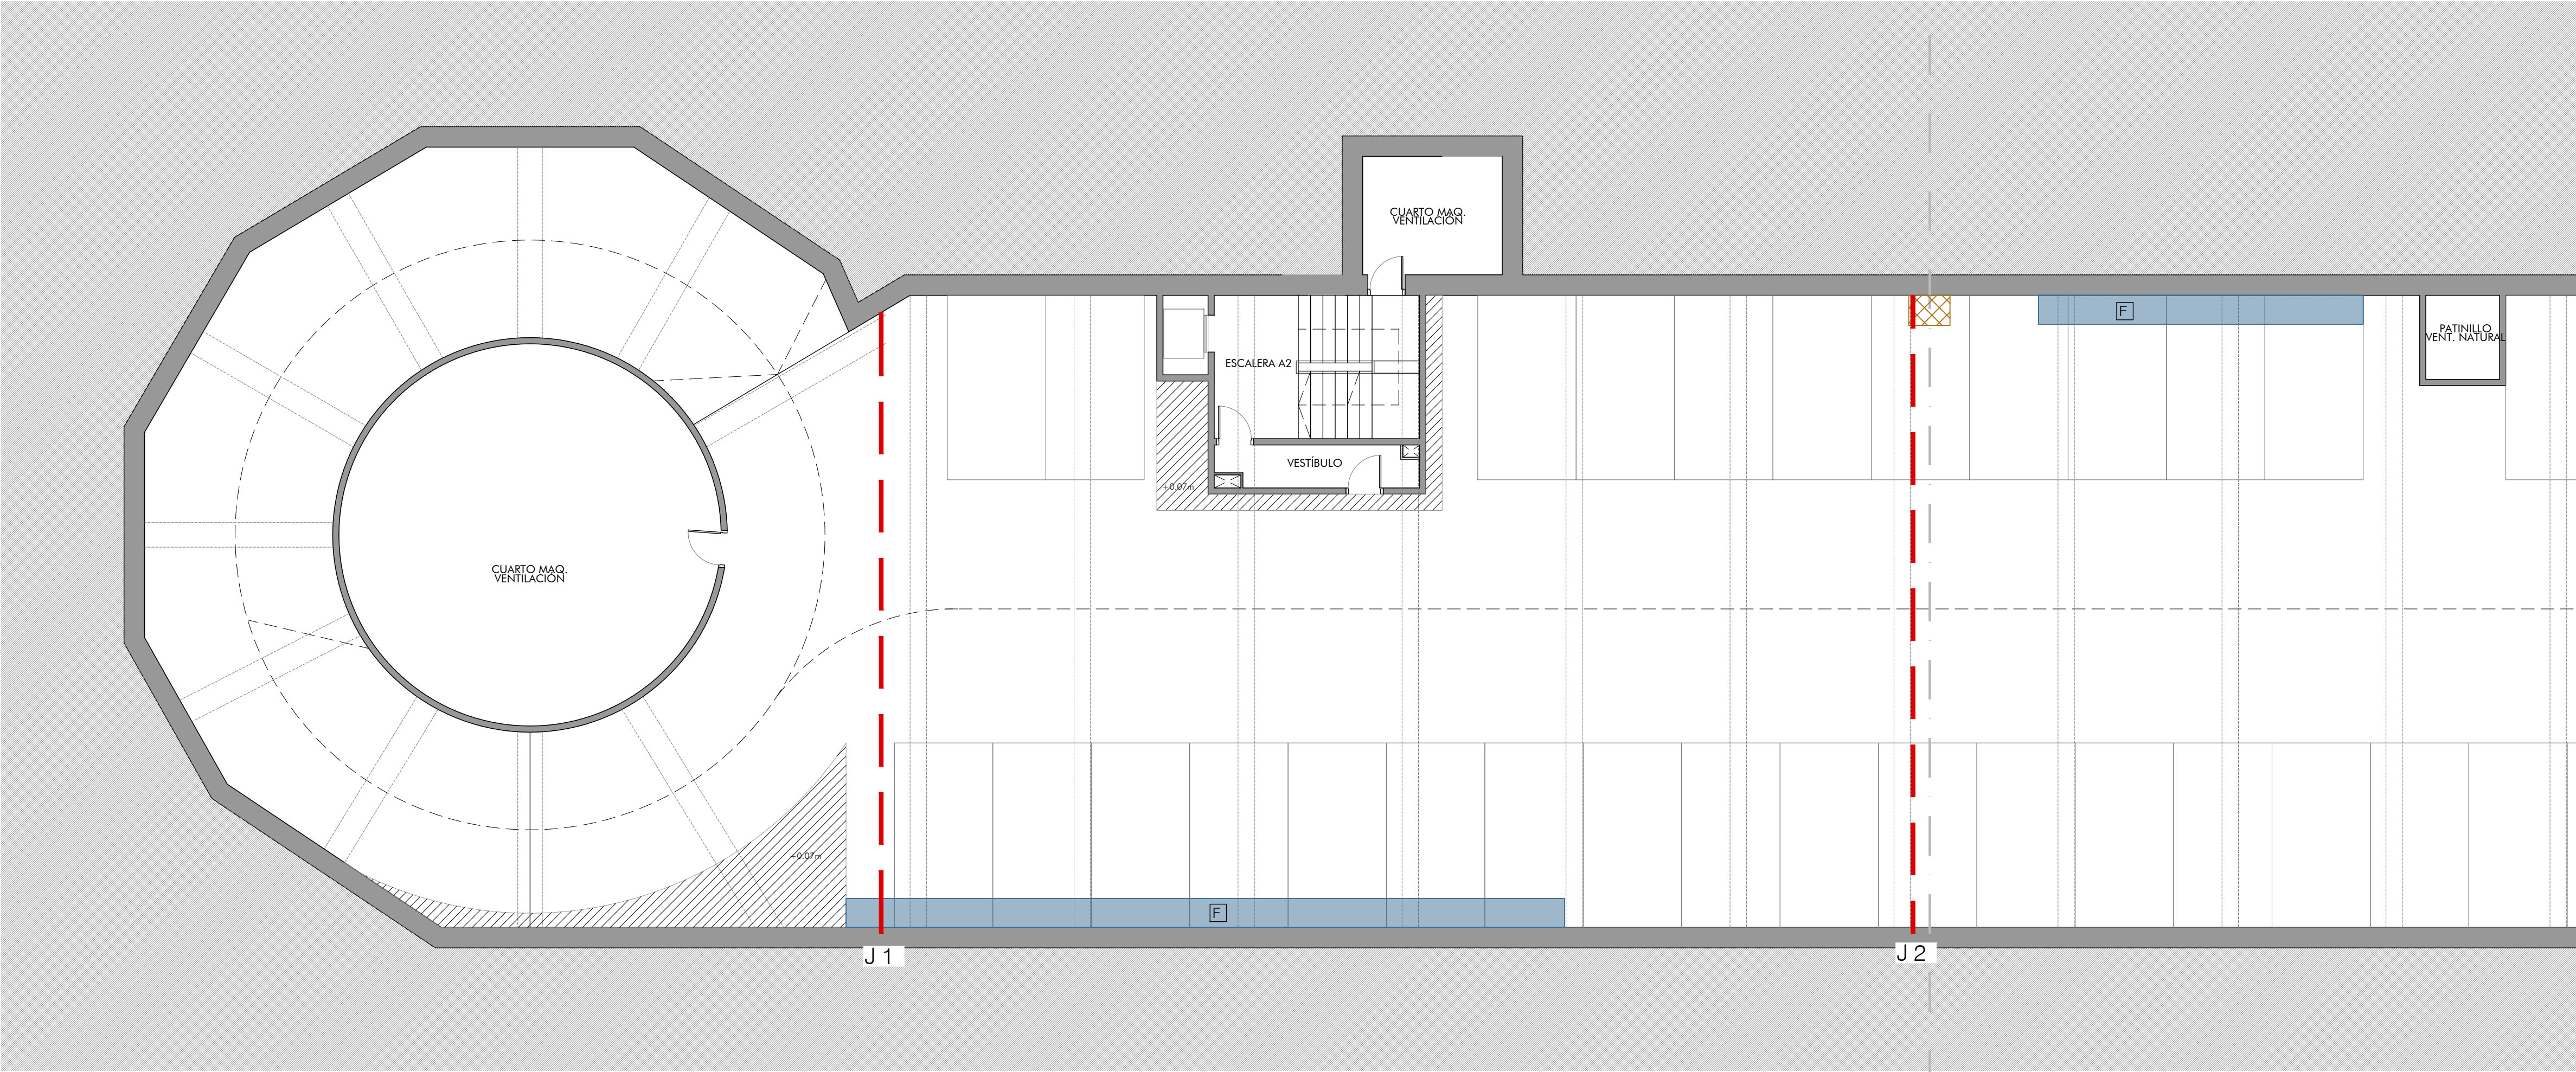 CUARTO MAQ.
VENTILACIÓN
F
PATINILLO
VENT. NATURAL
ESCALERA A2
VESTÍBULO
+0.07m
CUARTO MAQ.
VENTILACIÓN
+0.07m
F
J 1
J 2